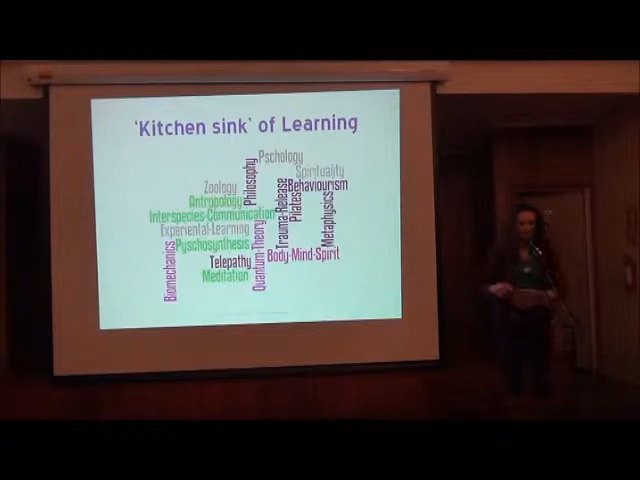 'Kitchen sink' of Learning
Pschology
Philosophy
Spirituality
Zoology
Behaviourism
Antropology
Trauma-Release
Pilates
Metaphysics
Interspecies-Communication
Experiental-Learning
Pyschosynthesis
Quantum-Theory
Biomechanics
Body-Mind-Spirit
Telepathy
Meditation